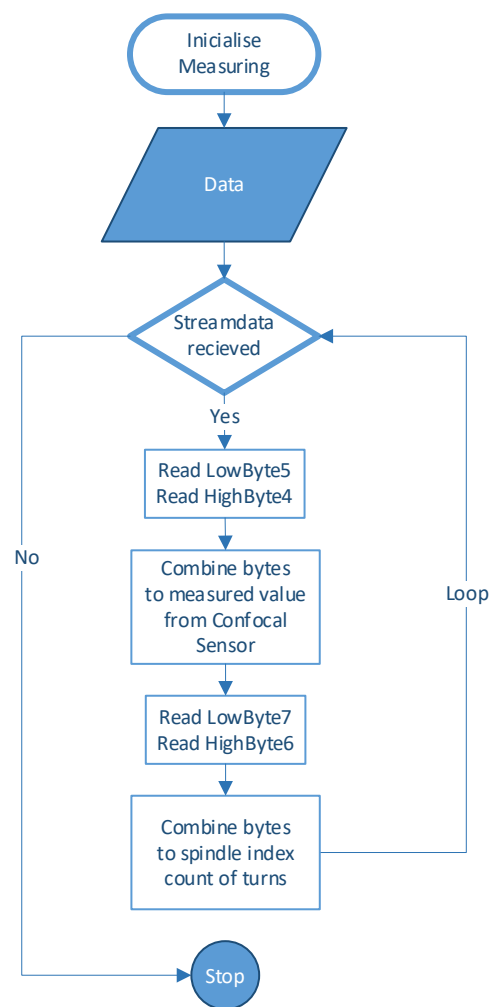 Inicialise
Measuring
Data
Streamdata
recieved
Yes
Read LowByte5
Read HighByte4
No
Combine bytes
to measured value
from Confocal
Sensor
Loop
Read LowByte7
Read HighByte6
Combine bytes
to spindle index
count of turns
Stop